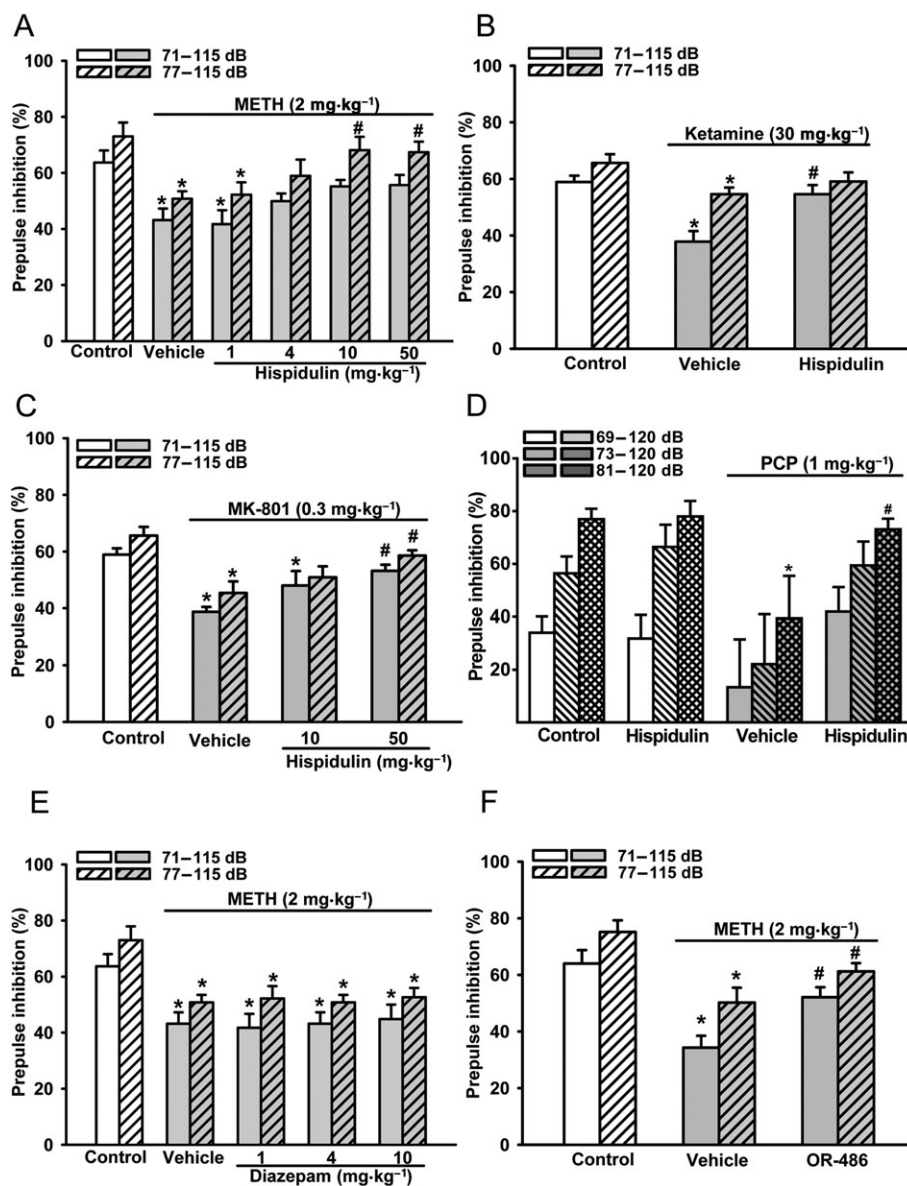 A
71–115 dB
77–115 dB
METH (2 mg·kg⁻¹)
Prepulse inhibition (%)
100
80
60
40
20
0
* * * * # #
Control Vehicle 1 4 10 50
Hispidulin (mg·kg⁻¹)
B
71–115 dB
77–115 dB
Ketamine (30 mg·kg⁻¹)
Prepulse inhibition (%)
100
80
60
40
20
0
* * #
Control Vehicle Hispidulin
C
71–115 dB
77–115 dB
MK-801 (0.3 mg·kg⁻¹)
Prepulse inhibition (%)
100
80
60
40
20
0
* * * # #
Control Vehicle 10 50
Hispidulin (mg·kg⁻¹)
D
69–120 dB
73–120 dB
81–120 dB
PCP (1 mg·kg⁻¹)
Prepulse inhibition (%)
100
80
60
40
20
* #
Control Hispidulin Vehicle Hispidulin
E
71–115 dB
77–115 dB
METH (2 mg·kg⁻¹)
Prepulse inhibition (%)
100
80
60
40
20
0
* * * * * * * *
Control Vehicle 1 4 10
Diazepam (mg·kg⁻¹)
F
71–115 dB
77–115 dB
METH (2 mg·kg⁻¹)
Prepulse inhibition (%)
100
80
60
40
20
0
* * # #
Control Vehicle OR-486